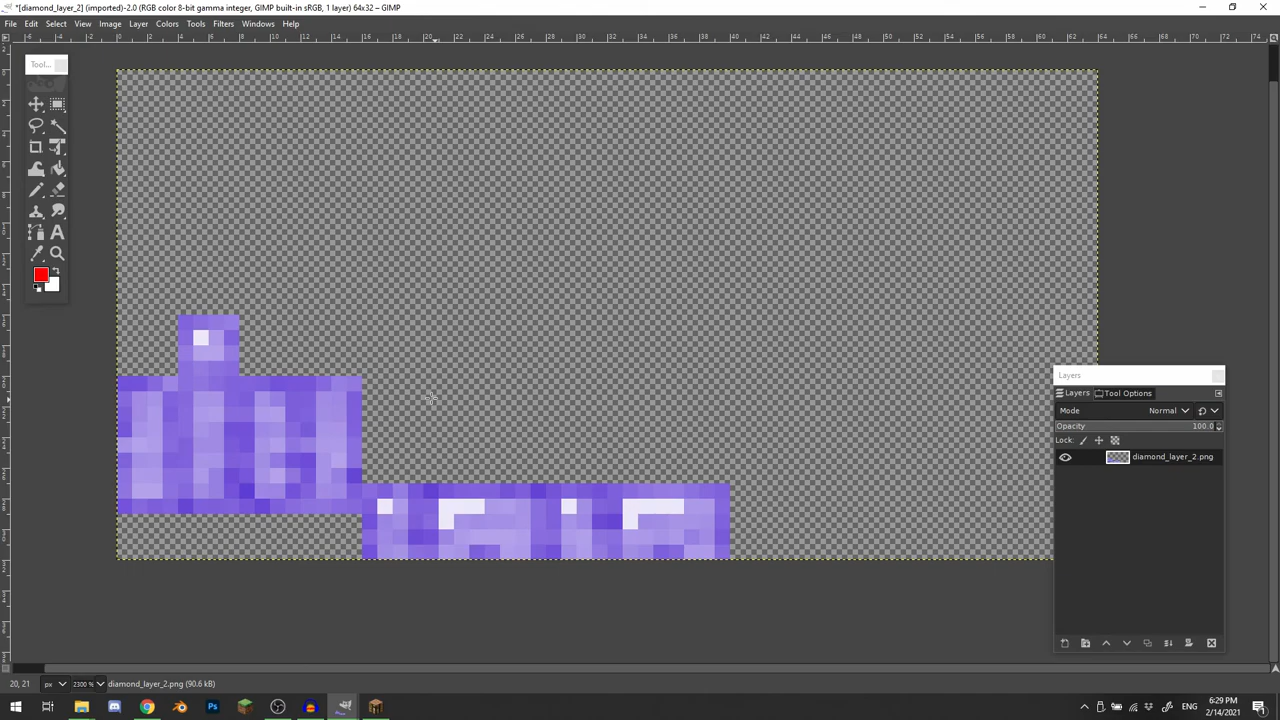 *[diamond_layer_2] (imported)-2.0 (RGB color 8-bit gamma integer, GIMP built-in sRGB, 1 layer) 64x32 – GIMP
File Edit Select View Image Layer Colors Tools Filters Windows Help
Tool...
Layers
Layers Tool Options
Mode Normal
Opacity 100.0
Lock:
diamond_layer_2.png
20, 21 px 2300 % diamond_layer_2.png (90.6 kB)
Ps
ENG
6:29 PM
2/14/2021